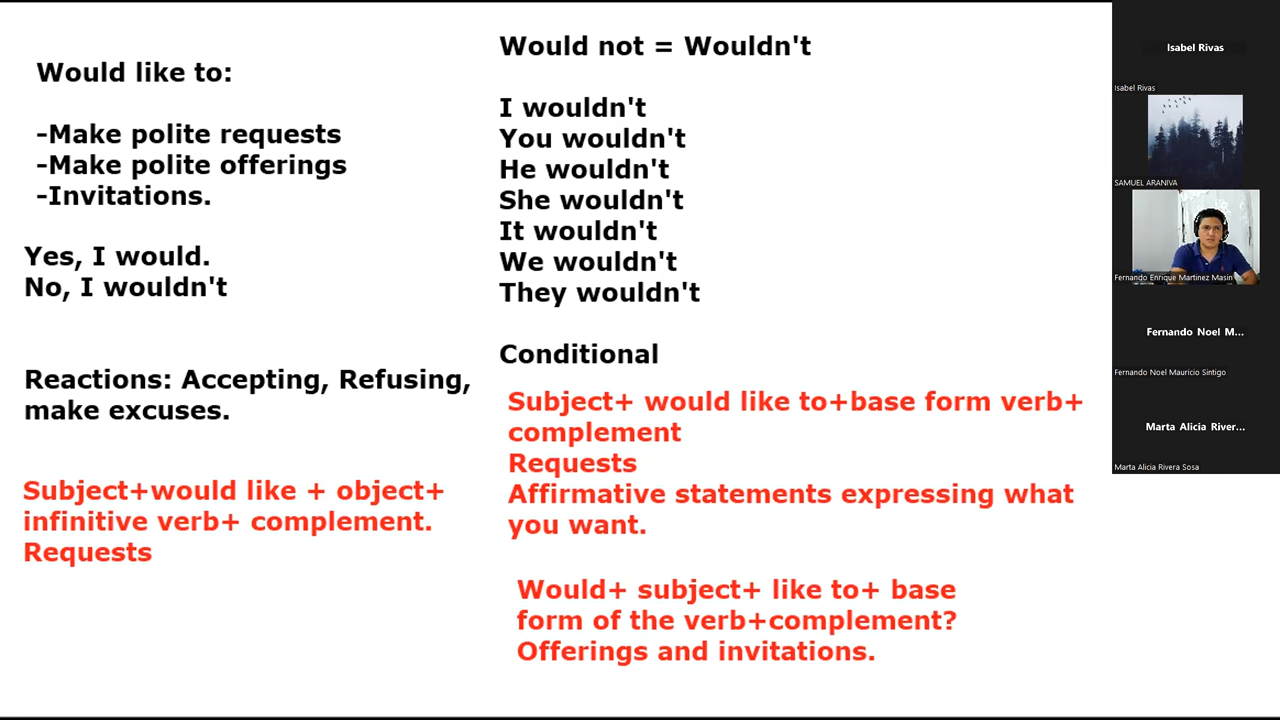 Would like to:
-Make polite requests
-Make polite offerings
-Invitations.
Yes, I would.
No, I wouldn't
Reactions: Accepting, Refusing,
make excuses.
Subject+would like + object+
infinitive verb+ complement.
Requests
Would not = Wouldn't
I wouldn't
You wouldn't
He wouldn't
She wouldn't
It wouldn't
We wouldn't
They wouldn't
Conditional
Subject+ would like to+base form verb+
complement
Requests
Affirmative statements expressing what
you want.
Would+ subject+ like to+ base
form of the verb+complement?
Offerings and invitations.
Isabel Rivas
Isabel Rivas
SAMUEL ARANIVA
Fernando Enrique Martinez Masin
Fernando Noel M...
Fernando Noel Mauricio Sintigo
Marta Alicia River...
Marta Alicia Rivera Sosa